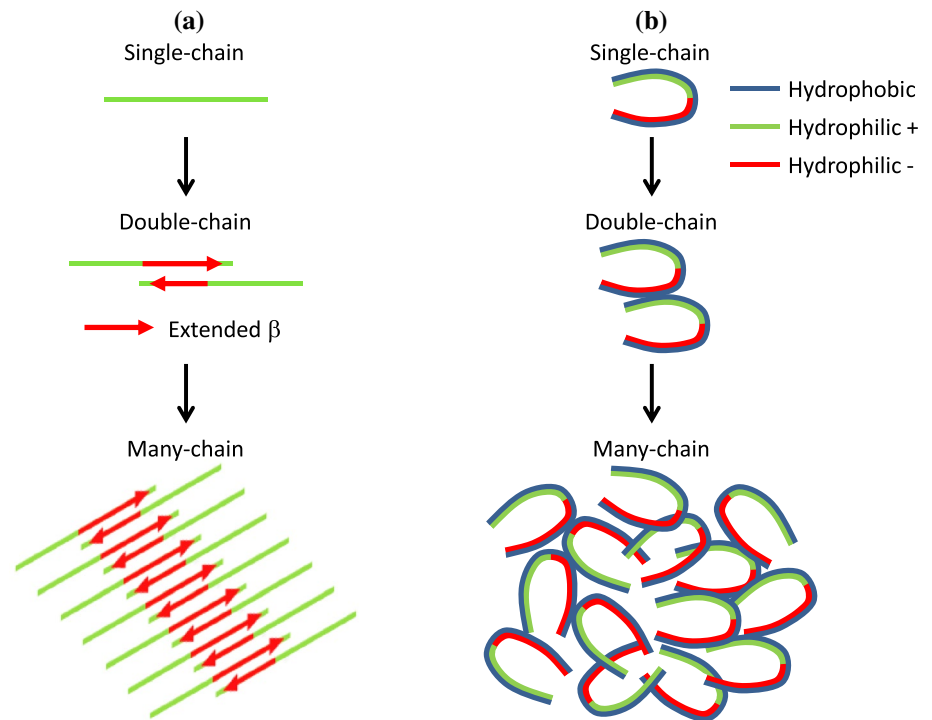 (a)
Single-chain
Double-chain
Extended β
Many-chain
(b)
Single-chain
Hydrophobic
Hydrophilic +
Hydrophilic -
Double-chain
Many-chain